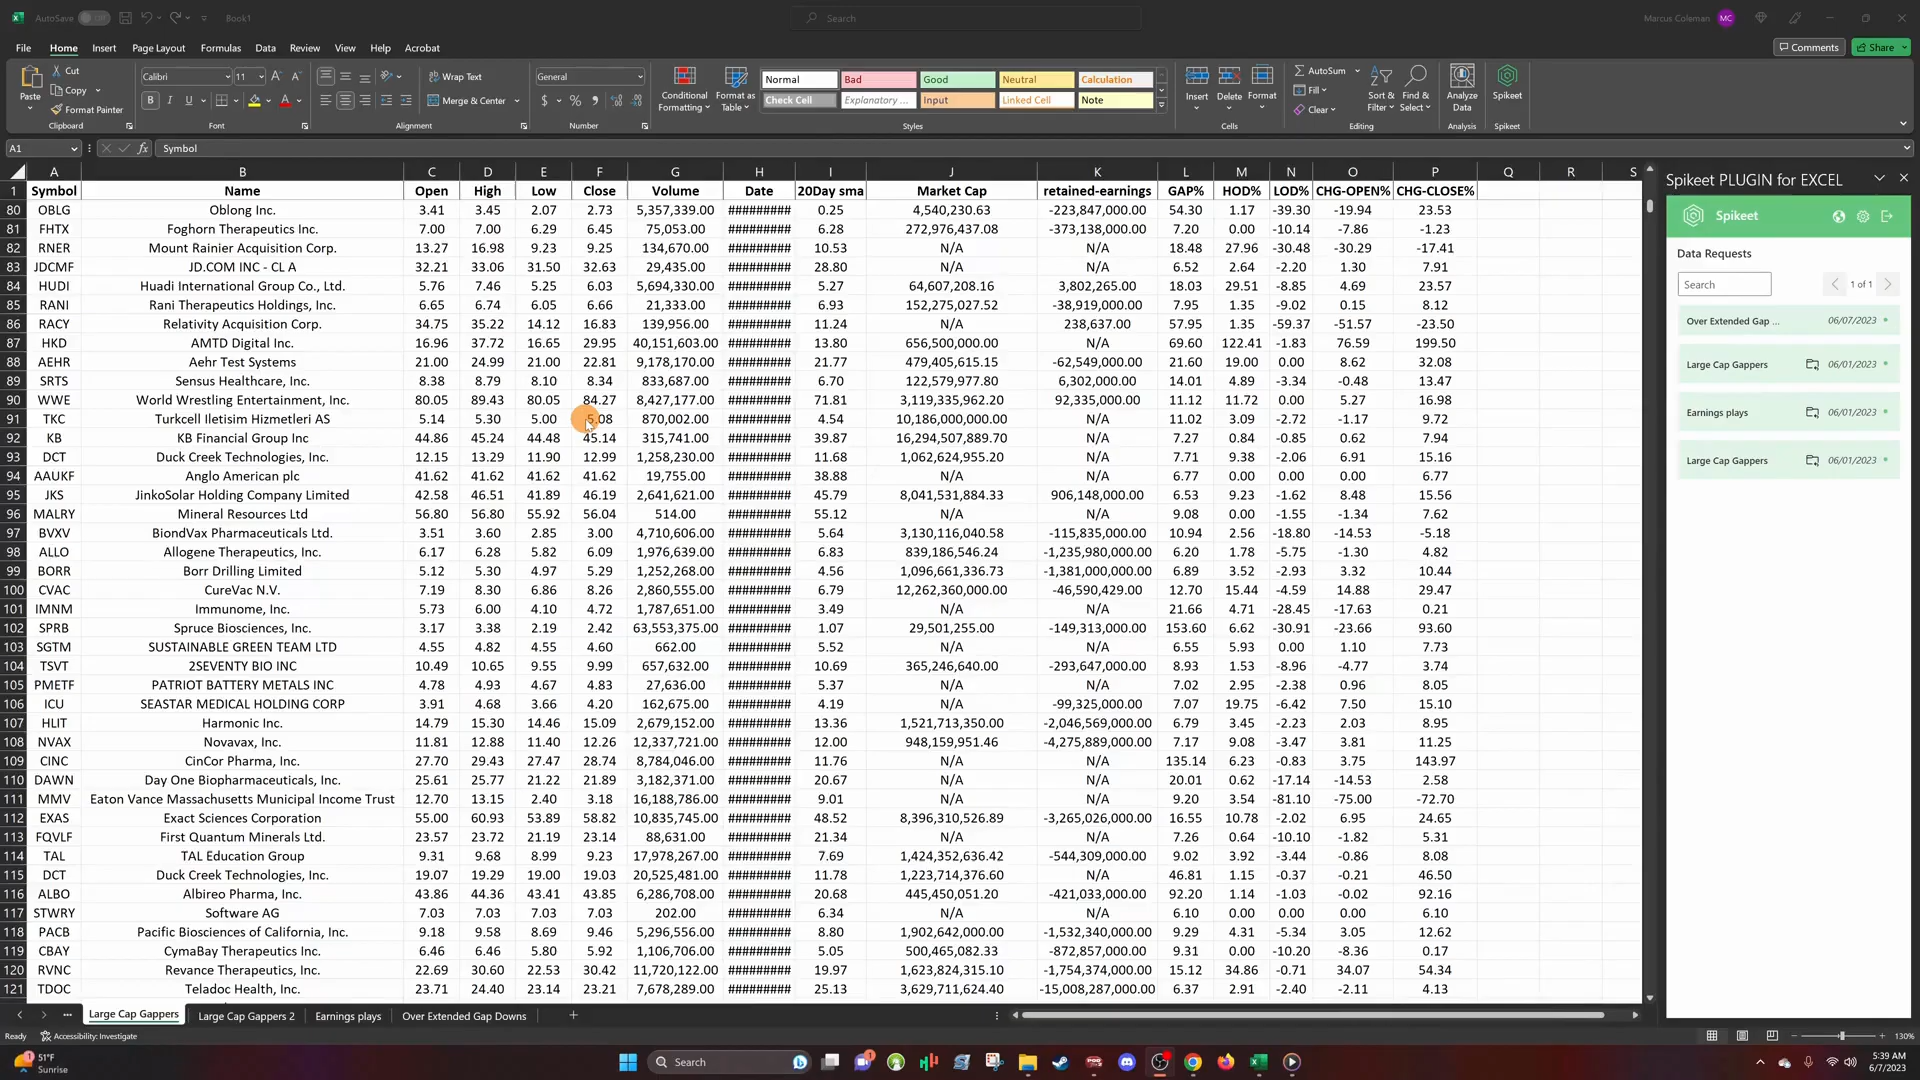 AutoSave Off Book1 Search Marcus Coleman MC
File Home Insert Page Layout Formulas Data Review View Help Acrobat Comments Share
Paste Cut Copy Format Painter Clipboard
Calibri 11 A A B I U A Font
Wrap Text Merge & Center Alignment
General $ % , Number
Conditional Formatting Format as Table Normal Bad Good Neutral Calculation
Check Cell Explanatory ... Input Linked Cell Note Styles
Insert Delete Format Cells
AutoSum Fill Clear Sort & Filter Find & Select Editing
Analyze Data Analysis Spikeet Spikeet
A1 fx Symbol
A B C D E F G H I J K L M N O P Q R S
1 Symbol Name Open High Low Close Volume Date 20Day sma Market Cap retained-earnings GAP% HOD% LOD% CHG-OPEN% CHG-CLOSE%
80 OBLG Oblong Inc. 3.41 3.45 2.07 2.73 5,357,339.00 ######### 0.25 4,540,230.63 -223,847,000.00 54.30 1.17 -39.30 -19.94 23.53
81 FHTX Foghorn Therapeutics Inc. 7.00 7.00 6.29 6.45 75,053.00 ######### 6.28 272,976,437.08 -373,138,000.00 7.20 0.00 -10.14 -7.86 -1.23
82 RNER Mount Rainier Acquisition Corp. 13.27 16.98 9.23 9.25 134,670.00 ######### 10.53 N/A N/A 18.48 27.96 -30.48 -30.29 -17.41
83 JDCMF JD.COM INC - CL A 32.21 33.06 31.50 32.63 29,435.00 ######### 28.80 N/A N/A 6.52 2.64 -2.20 1.30 7.91
84 HUDI Huadi International Group Co., Ltd. 5.76 7.46 5.25 6.03 5,694,330.00 ######### 5.27 64,607,208.16 3,802,265.00 18.03 29.51 -8.85 4.69 23.57
85 RANI Rani Therapeutics Holdings, Inc. 6.65 6.74 6.05 6.66 21,333.00 ######### 6.93 152,275,027.52 -38,919,000.00 7.95 1.35 -9.02 0.15 8.12
86 RACY Relativity Acquisition Corp. 34.75 35.22 14.12 16.83 139,956.00 ######### 11.24 N/A 238,637.00 57.95 1.35 -59.37 -51.57 -23.50
87 HKD AMTD Digital Inc. 16.96 37.72 16.65 29.95 40,151,603.00 ######### 13.80 656,500,000.00 N/A 69.60 122.41 -1.83 76.59 199.50
88 AEHR Aehr Test Systems 21.00 24.99 21.00 22.81 9,178,170.00 ######### 21.77 479,405,615.15 -62,549,000.00 21.60 19.00 0.00 8.62 32.08
89 SRTS Sensus Healthcare, Inc. 8.38 8.79 8.10 8.34 833,687.00 ######### 6.70 122,579,977.80 6,302,000.00 14.01 4.89 -3.34 -0.48 13.47
90 WWE World Wrestling Entertainment, Inc. 80.05 89.43 80.05 84.27 8,427,177.00 ######### 71.81 3,119,335,962.20 92,335,000.00 11.12 11.72 0.00 5.27 16.98
91 TKC Turkcell Iletisim Hizmetleri AS 5.14 5.30 5.00 5.08 870,002.00 ######### 4.54 10,186,000,000.00 N/A 11.02 3.09 -2.72 -1.17 9.72
92 KB KB Financial Group Inc 44.86 45.24 44.48 45.14 315,741.00 ######### 39.87 16,294,507,889.70 N/A 7.27 0.84 -0.85 0.62 7.94
93 DCT Duck Creek Technologies, Inc. 12.15 13.29 11.90 12.99 1,258,230.00 ######### 11.68 1,062,624,955.20 N/A 7.71 9.38 -2.06 6.91 15.16
94 AAUKF Anglo American plc 41.62 41.62 41.62 41.62 19,755.00 ######### 38.88 N/A N/A 6.77 0.00 0.00 0.00 6.77
95 JKS JinkoSolar Holding Company Limited 42.58 46.51 41.89 46.19 2,641,621.00 ######### 45.79 8,041,531,884.33 906,148,000.00 6.53 9.23 -1.62 8.48 15.56
96 MALRY Mineral Resources Ltd 56.80 56.80 55.92 56.04 514.00 ######### 55.12 N/A N/A 9.08 0.00 -1.55 -1.34 7.62
97 BVXV BiondVax Pharmaceuticals Ltd. 3.51 3.60 2.85 3.00 4,710,606.00 ######### 5.64 3,130,116,040.58 -115,835,000.00 10.94 2.56 -18.80 -14.53 -5.18
98 ALLO Allogene Therapeutics, Inc. 6.17 6.28 5.82 6.09 1,976,639.00 ######### 6.83 839,186,546.24 -1,235,980,000.00 6.20 1.78 -5.75 -1.30 4.82
99 BORR Borr Drilling Limited 5.12 5.30 4.97 5.29 1,252,268.00 ######### 4.56 1,096,661,336.73 -1,381,000,000.00 6.89 3.52 -2.93 3.32 10.44
100 CVAC CureVac N.V. 7.19 8.30 6.86 8.26 2,860,555.00 ######### 6.79 12,262,360,000.00 -46,590,429.00 12.70 15.44 -4.59 14.88 29.47
101 IMNM Immunome, Inc. 5.73 6.00 4.10 4.72 1,787,651.00 ######### 3.49 N/A N/A 21.66 4.71 -28.45 -17.63 0.21
102 SPRB Spruce Biosciences, Inc. 3.17 3.38 2.19 2.42 63,553,375.00 ######### 1.07 29,501,255.00 -149,313,000.00 153.60 6.62 -30.91 -23.66 93.60
103 SGTM SUSTAINABLE GREEN TEAM LTD 4.55 4.82 4.55 4.60 662.00 ######### 5.52 N/A N/A 6.55 5.93 0.00 1.10 7.73
104 TSVT 2SEVENTY BIO INC 10.49 10.65 9.55 9.99 657,632.00 ######### 10.69 365,246,640.00 -293,647,000.00 8.93 1.53 -8.96 -4.77 3.74
105 PMETF PATRIOT BATTERY METALS INC 4.78 4.93 4.67 4.83 27,636.00 ######### 5.37 N/A N/A 7.02 2.95 -2.38 0.96 8.05
106 ICU SEASTAR MEDICAL HOLDING CORP 3.91 4.68 3.66 4.20 162,675.00 ######### 4.19 N/A -99,325,000.00 7.07 19.75 -6.42 7.50 15.10
107 HLIT Harmonic Inc. 14.79 15.30 14.46 15.09 2,679,152.00 ######### 13.36 1,521,713,350.00 -2,046,569,000.00 6.79 3.45 -2.23 2.03 8.95
108 NVAX Novavax, Inc. 11.81 12.88 11.40 12.26 12,337,721.00 ######### 12.00 948,159,951.46 -4,275,889,000.00 7.17 9.08 -3.47 3.81 11.25
109 CINC CinCor Pharma, Inc. 27.70 29.43 27.47 28.74 8,784,046.00 ######### 11.76 N/A N/A 135.14 6.23 -0.83 3.75 143.97
110 DAWN Day One Biopharmaceuticals, Inc. 25.61 25.77 21.22 21.89 3,182,371.00 ######### 20.67 N/A N/A 20.01 0.62 -17.14 -14.53 2.58
111 MMV Eaton Vance Massachusetts Municipal Income Trust 12.70 13.15 2.40 3.18 16,188,786.00 ######### 9.01 N/A N/A 9.20 3.54 -81.10 -75.00 -72.70
112 EXAS Exact Sciences Corporation 55.00 60.93 53.89 58.82 10,835,745.00 ######### 48.52 8,396,310,526.89 -3,265,026,000.00 16.55 10.78 -2.02 6.95 24.65
113 FQVLF First Quantum Minerals Ltd. 23.57 23.72 21.19 23.14 88,631.00 ######### 21.34 N/A N/A 7.26 0.64 -10.10 -1.82 5.31
114 TAL TAL Education Group 9.31 9.68 8.99 9.23 17,978,267.00 ######### 7.69 1,424,352,636.42 -544,309,000.00 9.02 3.92 -3.44 -0.86 8.08
115 DCT Duck Creek Technologies, Inc. 19.07 19.29 19.00 19.03 20,525,481.00 ######### 11.78 1,223,714,376.60 N/A 46.81 1.15 -0.37 -0.21 46.50
116 ALBO Albireo Pharma, Inc. 43.86 44.36 43.41 43.85 6,286,708.00 ######### 20.68 445,450,051.20 -421,033,000.00 92.20 1.14 -1.03 -0.02 92.16
117 STWRY Software AG 7.03 7.03 7.03 7.03 202.00 ######### 6.34 N/A N/A 6.10 0.00 0.00 0.00 6.10
118 PACB Pacific Biosciences of California, Inc. 9.18 9.58 8.69 9.46 5,296,556.00 ######### 8.80 1,902,642,000.00 -1,532,340,000.00 9.29 4.31 -5.34 3.05 12.62
119 CBAY CymaBay Therapeutics Inc. 6.46 6.46 5.80 5.92 1,106,706.00 ######### 5.05 500,465,082.33 -872,857,000.00 9.31 0.00 -10.20 -8.36 0.17
120 RVNC Revance Therapeutics, Inc. 22.69 30.60 22.53 30.42 11,720,122.00 ######### 19.97 1,623,824,315.10 -1,754,374,000.00 15.12 34.86 -0.71 34.07 54.34
121 TDOC Teladoc Health, Inc. 23.71 24.40 23.14 23.21 7,678,289.00 ######### 25.13 3,629,711,624.40 -15,008,287,000.00 6.37 2.91 -2.40 -2.11 4.13
Spikeet PLUGIN for EXCEL
Spikeet
Data Requests
Search 1 of 1
Over Extended Gap ... 06/07/2023
Large Cap Gappers 06/01/2023
Earnings plays 06/01/2023
Large Cap Gappers 06/01/2023
Large Cap Gappers Large Cap Gappers 2 Earnings plays Over Extended Gap Downs
Ready Accessibility: Investigate 130%
1 51°F Sunrise Search 1 5:39 AM 6/7/2023